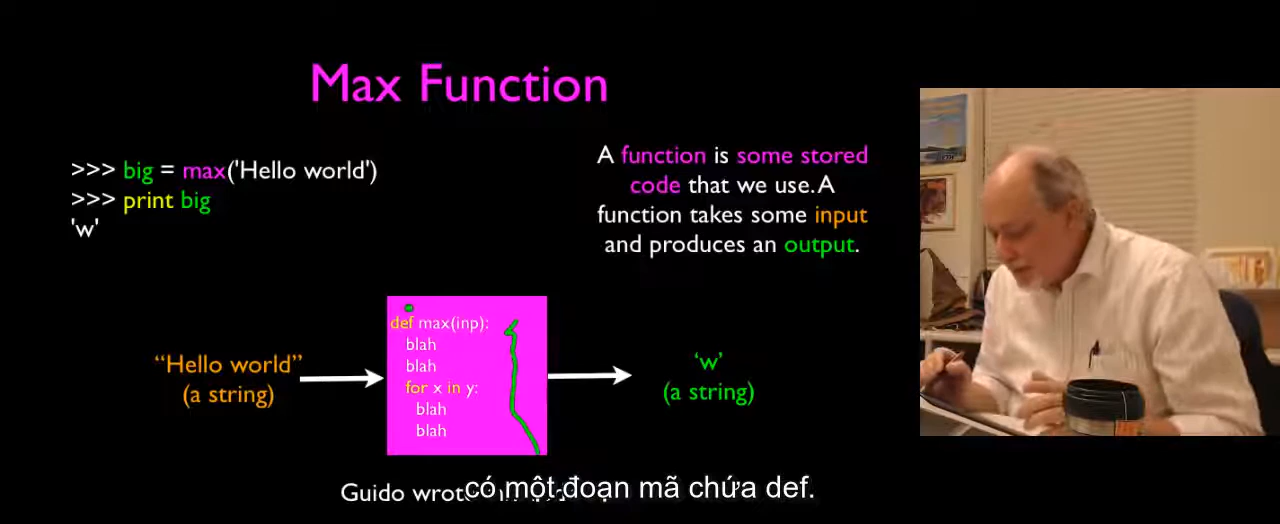 Max Function
>>> big = max('Hello world')
>>> print big
'w'
A function is some stored
code that we use. A
function takes some input
and produces an output.
def max(inp):
blah
blah
for x in y:
blah
blah
“Hello world”
(a string)
‘w’
(a string)
Guido wrote
có một đoạn mã chứa def.